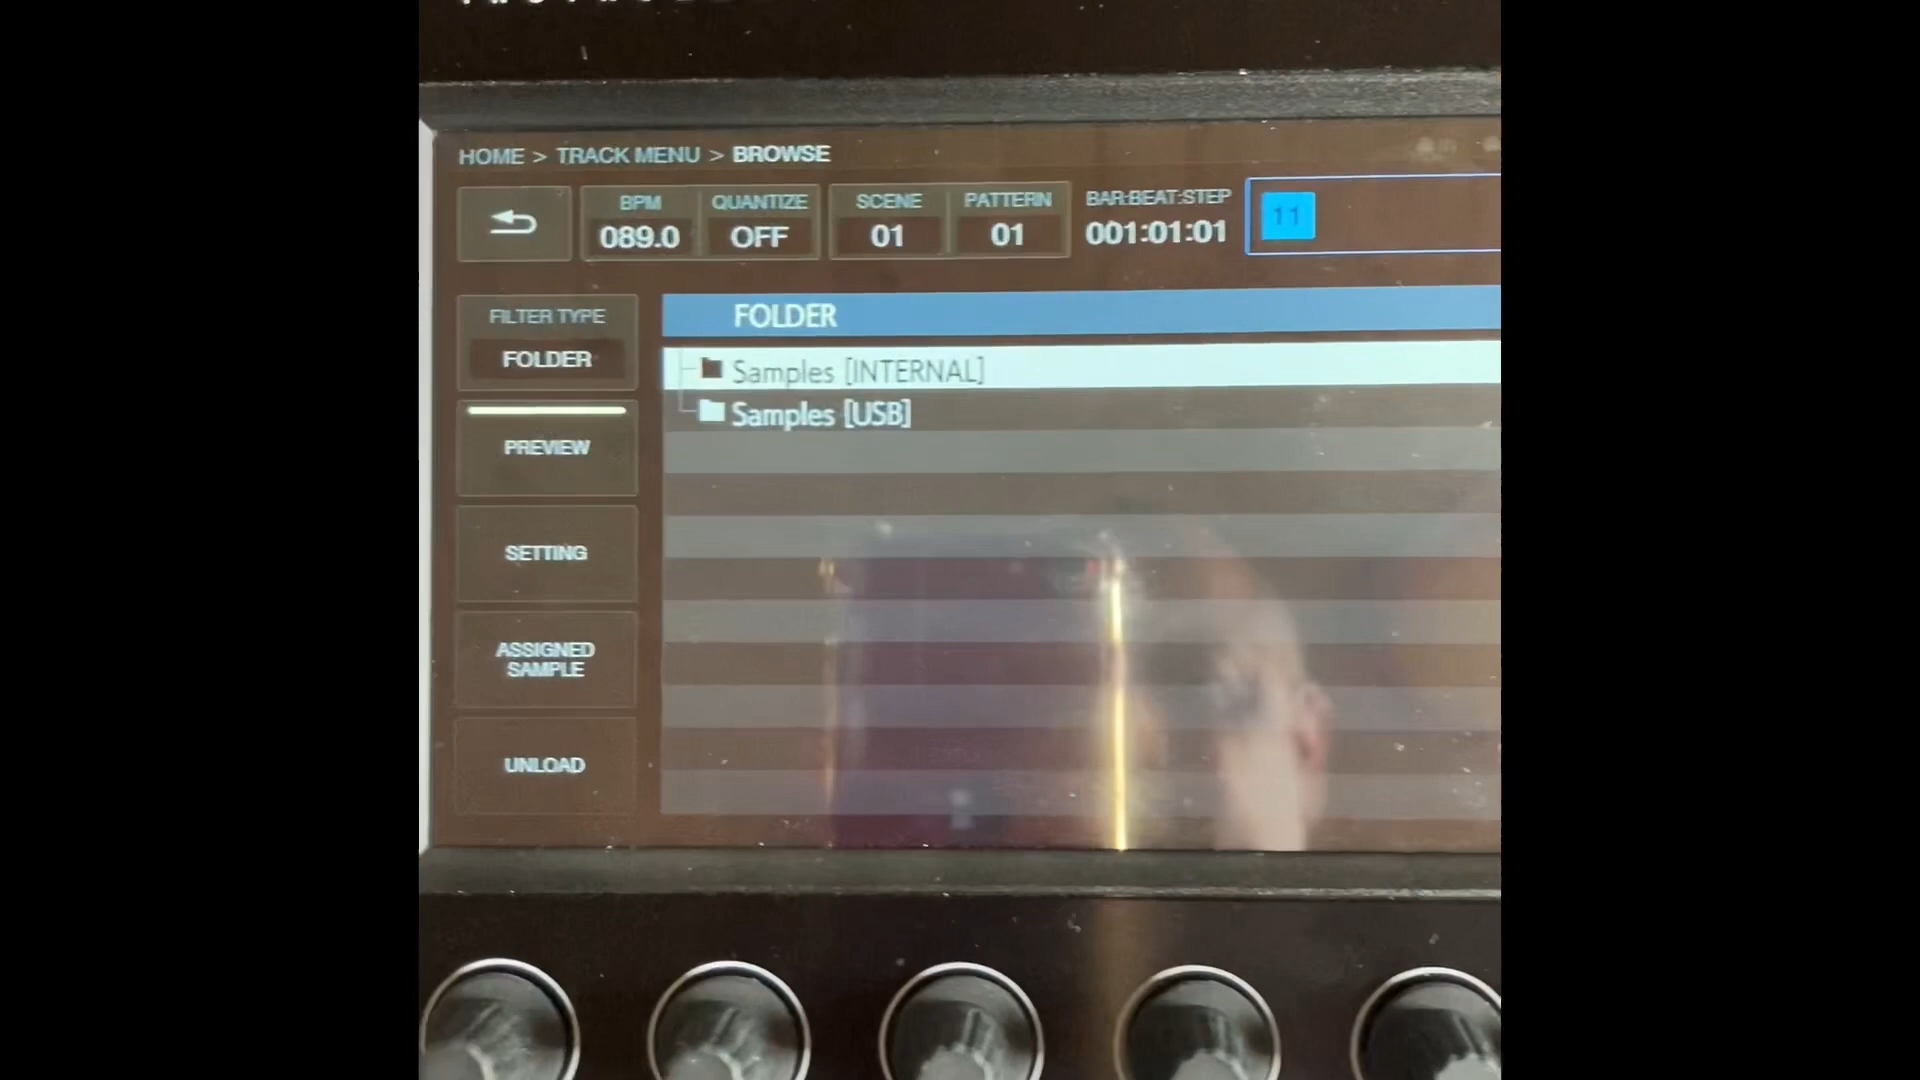 HOME > TRACK MENU > BROWSE
BPM QUANTIZE SCENE PATTERN BAR:BEAT:STEP
089.0 OFF 01 01 001:01:01 11
FILTER TYPE
FOLDER
PREVIEW
SETTING
ASSIGNED
SAMPLE
UNLOAD
FOLDER
Samples [INTERNAL]
Samples [USB]